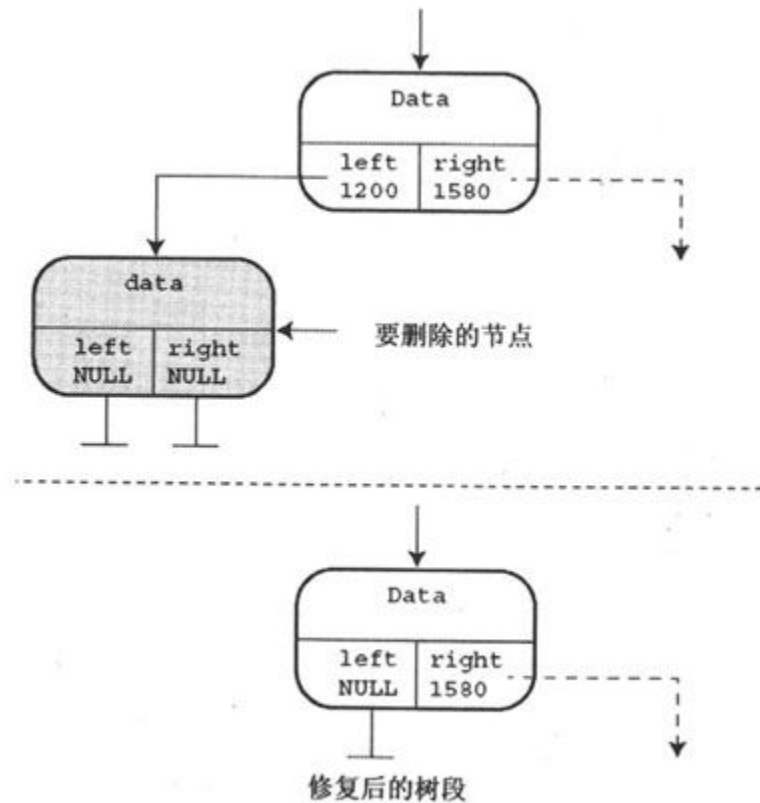 Data
left right
1200 1580
data
left right
NULL NULL
要删除的节点
Data
left right
NULL 1580
修复后的树段